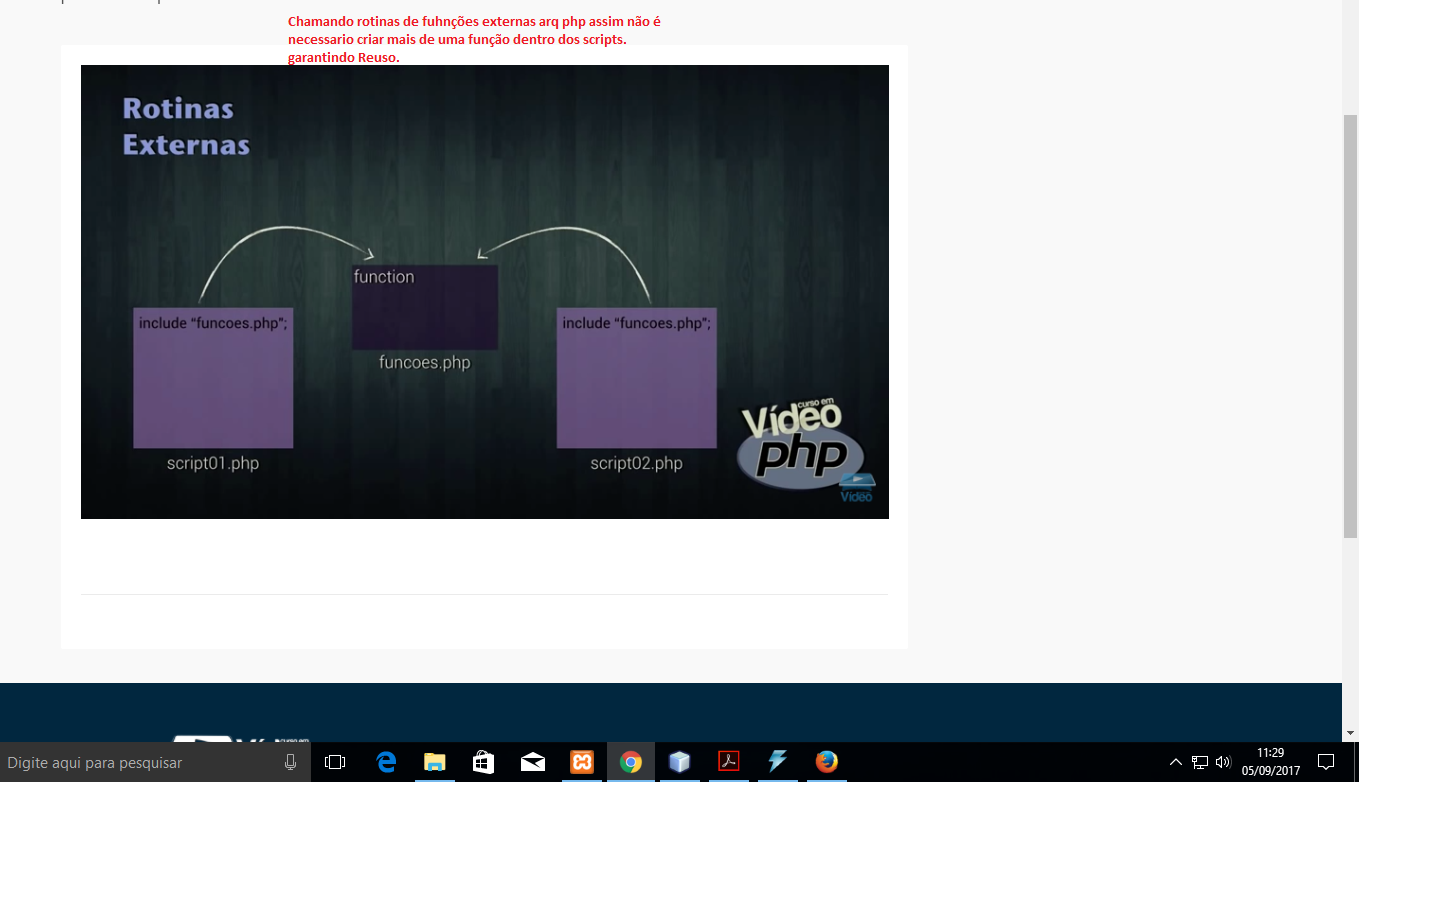 Chamando rotinas de fuhnções externas arq php assim não é
necessario criar mais de uma função dentro dos scripts.
garantindo Reuso.
Rotinas
Externas
function
include “funcoes.php”;
include “funcoes.php”;
funcoes.php
script01.php
script02.php
curso em
Vídeo
php
Vídeo
Digite aqui para pesquisar
11:29
05/09/2017